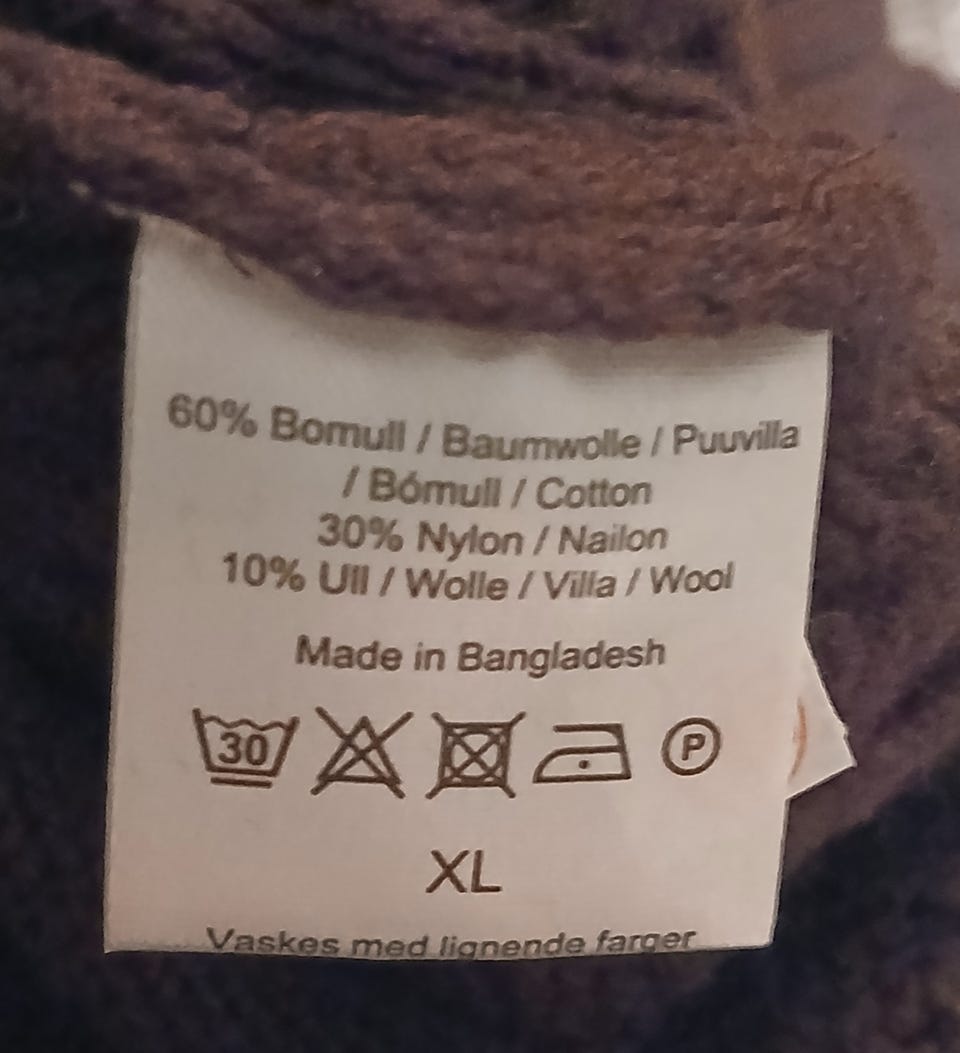 60% Bomull / Baumwolle / Puuvilla
/ Bómull / Cotton
30% Nylon / Nailon
10% Ull / Wolle / Villa / Wool
Made in Bangladesh
30 P
XL
Vaskes med lignende farger